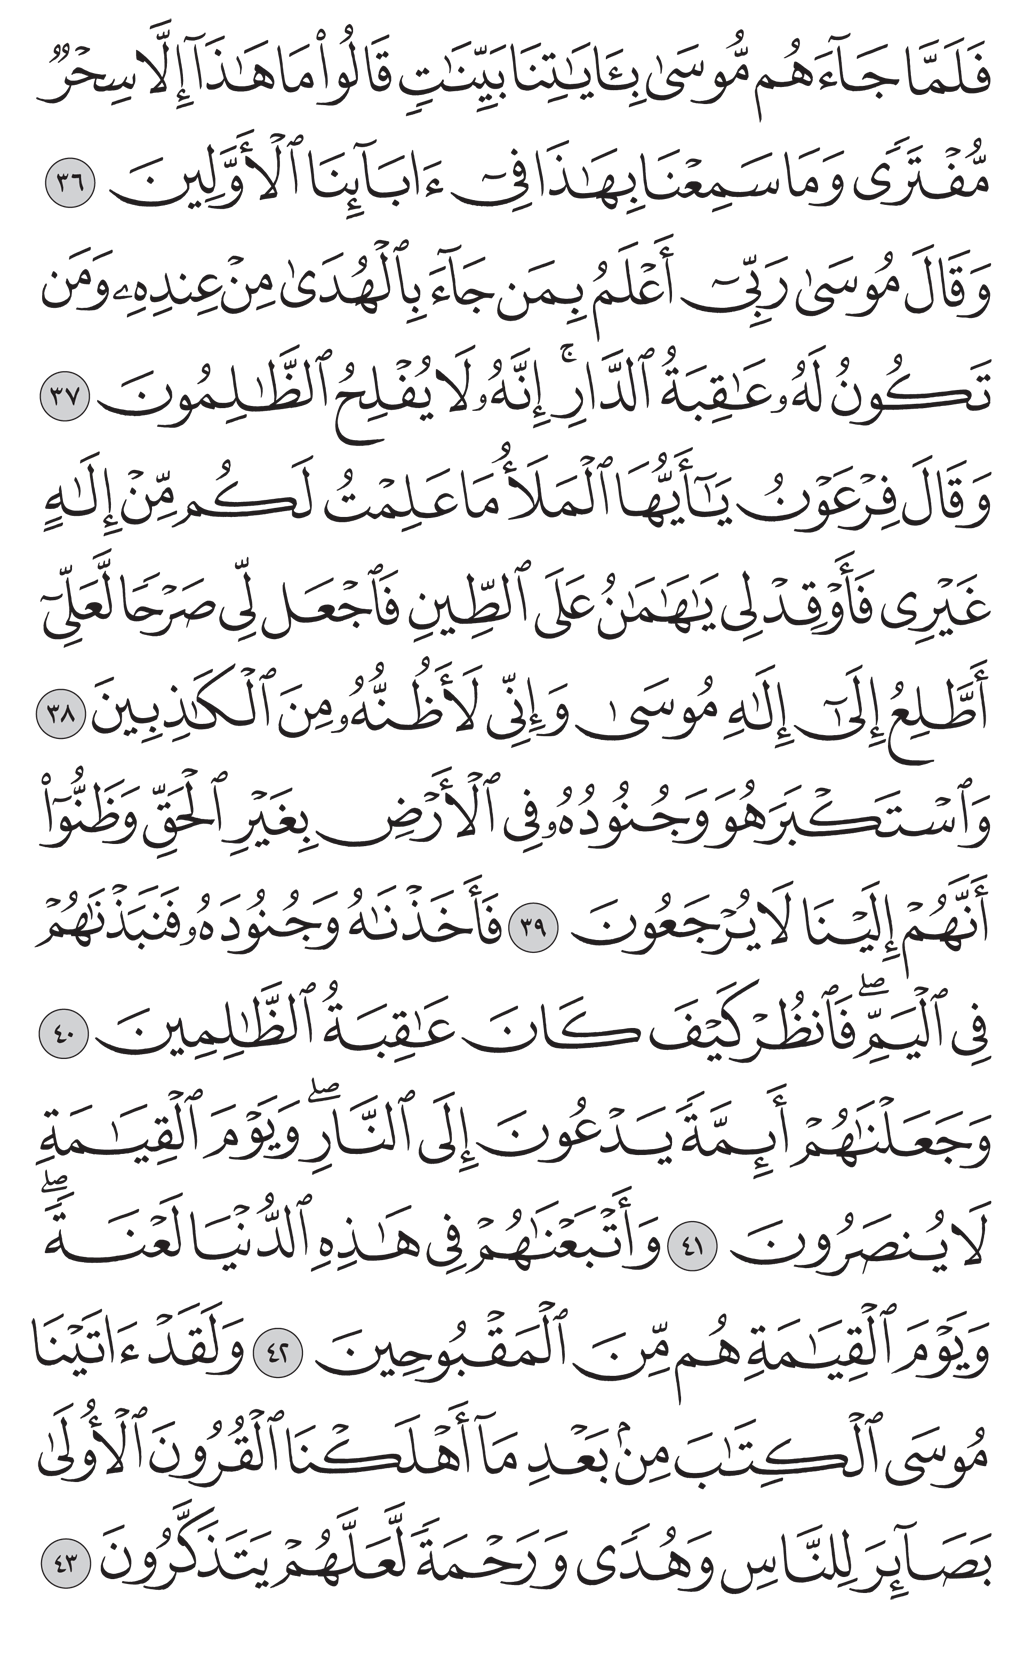 فَلَمَّا جَآءَهُم مُّوسَىٰ بِـَٔايَـٰتِنَا بَيِّنَـٰتٍ قَالُوا۟ مَا هَـٰذَآ إِلَّا سِحْرٌ
مُّفْتَرًى وَمَا سَمِعْنَا بِهَـٰذَا فِىٓ ءَابَآئِنَا ٱلْأَوَّلِينَ ٣٦
وَقَالَ مُوسَىٰ رَبِّىٓ أَعْلَمُ بِمَن جَآءَ بِٱلْهُدَىٰ مِنْ عِندِهِۦ وَمَن
تَكُونُ لَهُۥ عَـٰقِبَةُ ٱلدَّارِ ۚ إِنَّهُۥ لَا يُفْلِحُ ٱلظَّـٰلِمُونَ ٣٧
وَقَالَ فِرْعَوْنُ يَـٰٓأَيُّهَا ٱلْمَلَأُ مَا عَلِمْتُ لَكُم مِّنْ إِلَـٰهٍ
غَيْرِى فَأَوْقِدْ لِى يَـٰهَـٰمَـٰنُ عَلَى ٱلطِّينِ فَٱجْعَل لِّى صَرْحًا لَّعَلِّىٓ
أَطَّلِعُ إِلَىٰٓ إِلَـٰهِ مُوسَىٰ وَإِنِّى لَأَظُنُّهُۥ مِنَ ٱلْكَـٰذِبِينَ ٣٨
وَٱسْتَكْبَرَ هُوَ وَجُنُودُهُۥ فِى ٱلْأَرْضِ بِغَيْرِ ٱلْحَقِّ وَظَنُّوٓا۟
أَنَّهُمْ إِلَيْنَا لَا يُرْجَعُونَ ٣٩ فَأَخَذْنَـٰهُ وَجُنُودَهُۥ فَنَبَذْنَـٰهُمْ
فِى ٱلْيَمِّ ۖ فَٱنظُرْ كَيْفَ كَانَ عَـٰقِبَةُ ٱلظَّـٰلِمِينَ ٤٠
وَجَعَلْنَـٰهُمْ أَئِمَّةً يَدْعُونَ إِلَى ٱلنَّارِ ۖ وَيَوْمَ ٱلْقِيَـٰمَةِ
لَا يُنصَرُونَ ٤١ وَأَتْبَعْنَـٰهُمْ فِى هَـٰذِهِ ٱلدُّنْيَا لَعْنَةً ۖ
وَيَوْمَ ٱلْقِيَـٰمَةِ هُم مِّنَ ٱلْمَقْبُوحِينَ ٤٢ وَلَقَدْ ءَاتَيْنَا
مُوسَى ٱلْكِتَـٰبَ مِنۢ بَعْدِ مَآ أَهْلَكْنَا ٱلْقُرُونَ ٱلْأُولَىٰ
بَصَآئِرَ لِلنَّاسِ وَهُدًى وَرَحْمَةً لَّعَلَّهُمْ يَتَذَكَّرُونَ ٤٣